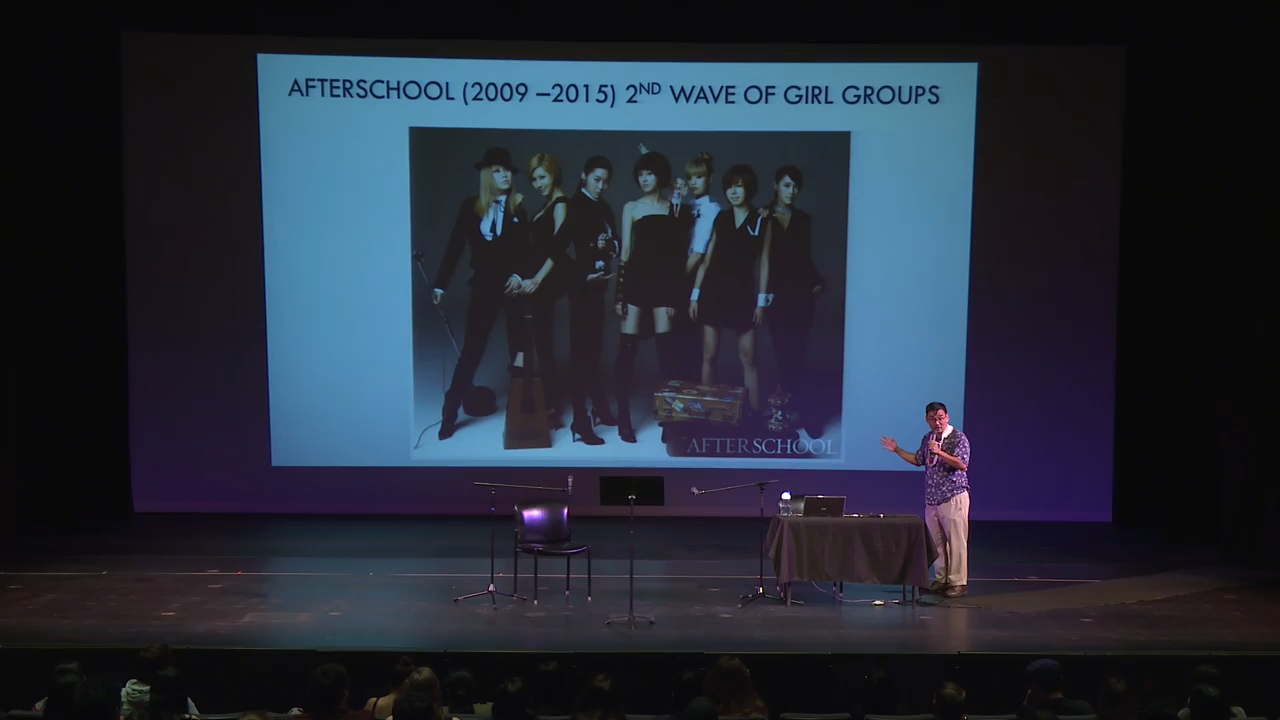 AFTERSCHOOL (2009 –2015) 2ND WAVE OF GIRL GROUPS
AFTERSCHOOL